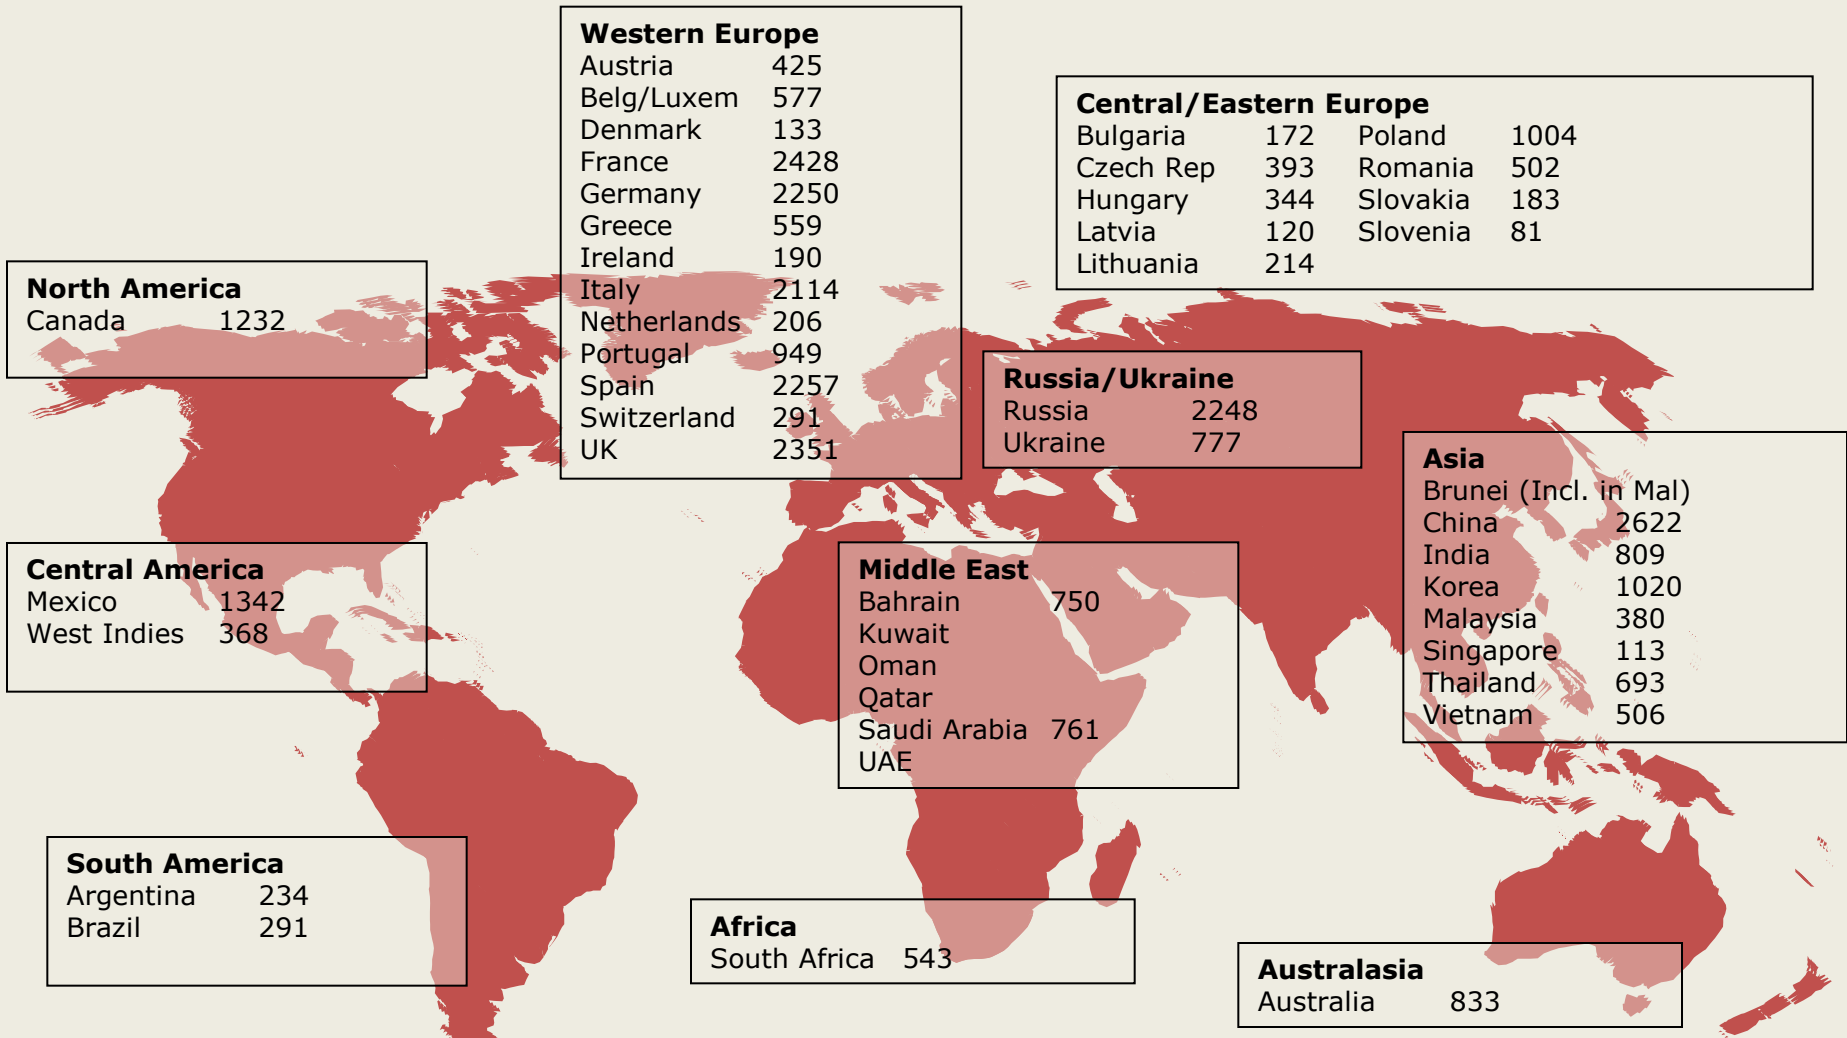 Western Europe
Austria 425
Belg/Luxem 577
Denmark 133
France 2428
Germany 2250
Greece 559
Ireland 190
Italy 2114
Netherlands 206
Portugal 949
Spain 2257
Switzerland 291
UK 2351
Central/Eastern Europe
Bulgaria 172 Poland 1004
Czech Rep 393 Romania 502
Hungary 344 Slovakia 183
Latvia 120 Slovenia 81
Lithuania 214
North America
Canada 1232
Russia/Ukraine
Russia 2248
Ukraine 777
Asia
Brunei (Incl. in Mal)
China 2622
India 809
Korea 1020
Malaysia 380
Singapore 113
Thailand 693
Vietnam 506
Central America
Mexico 1342
West Indies 368
Middle East
Bahrain 750
Kuwait
Oman
Qatar
Saudi Arabia 761
UAE
South America
Argentina 234
Brazil 291
Africa
South Africa 543
Australasia
Australia 833